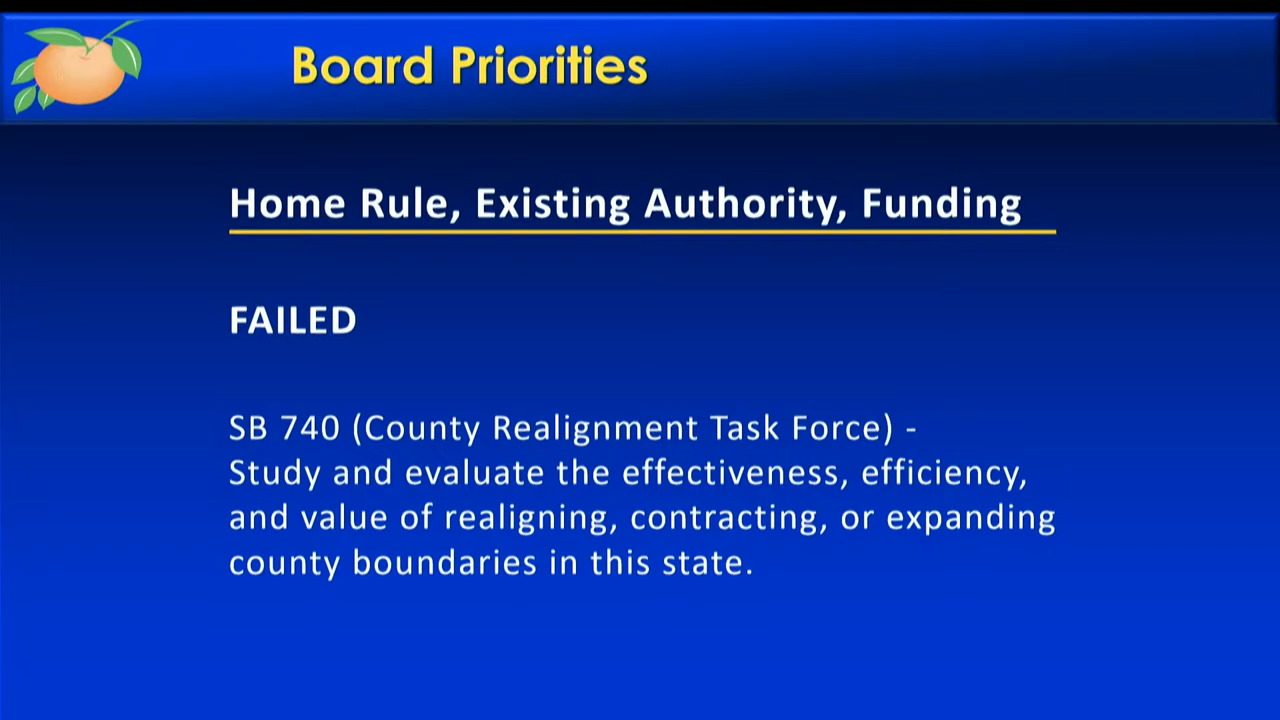 Board Priorities
Home Rule, Existing Authority, Funding
FAILED
SB 740 (County Realignment Task Force) -
Study and evaluate the effectiveness, efficiency,
and value of realigning, contracting, or expanding
county boundaries in this state.